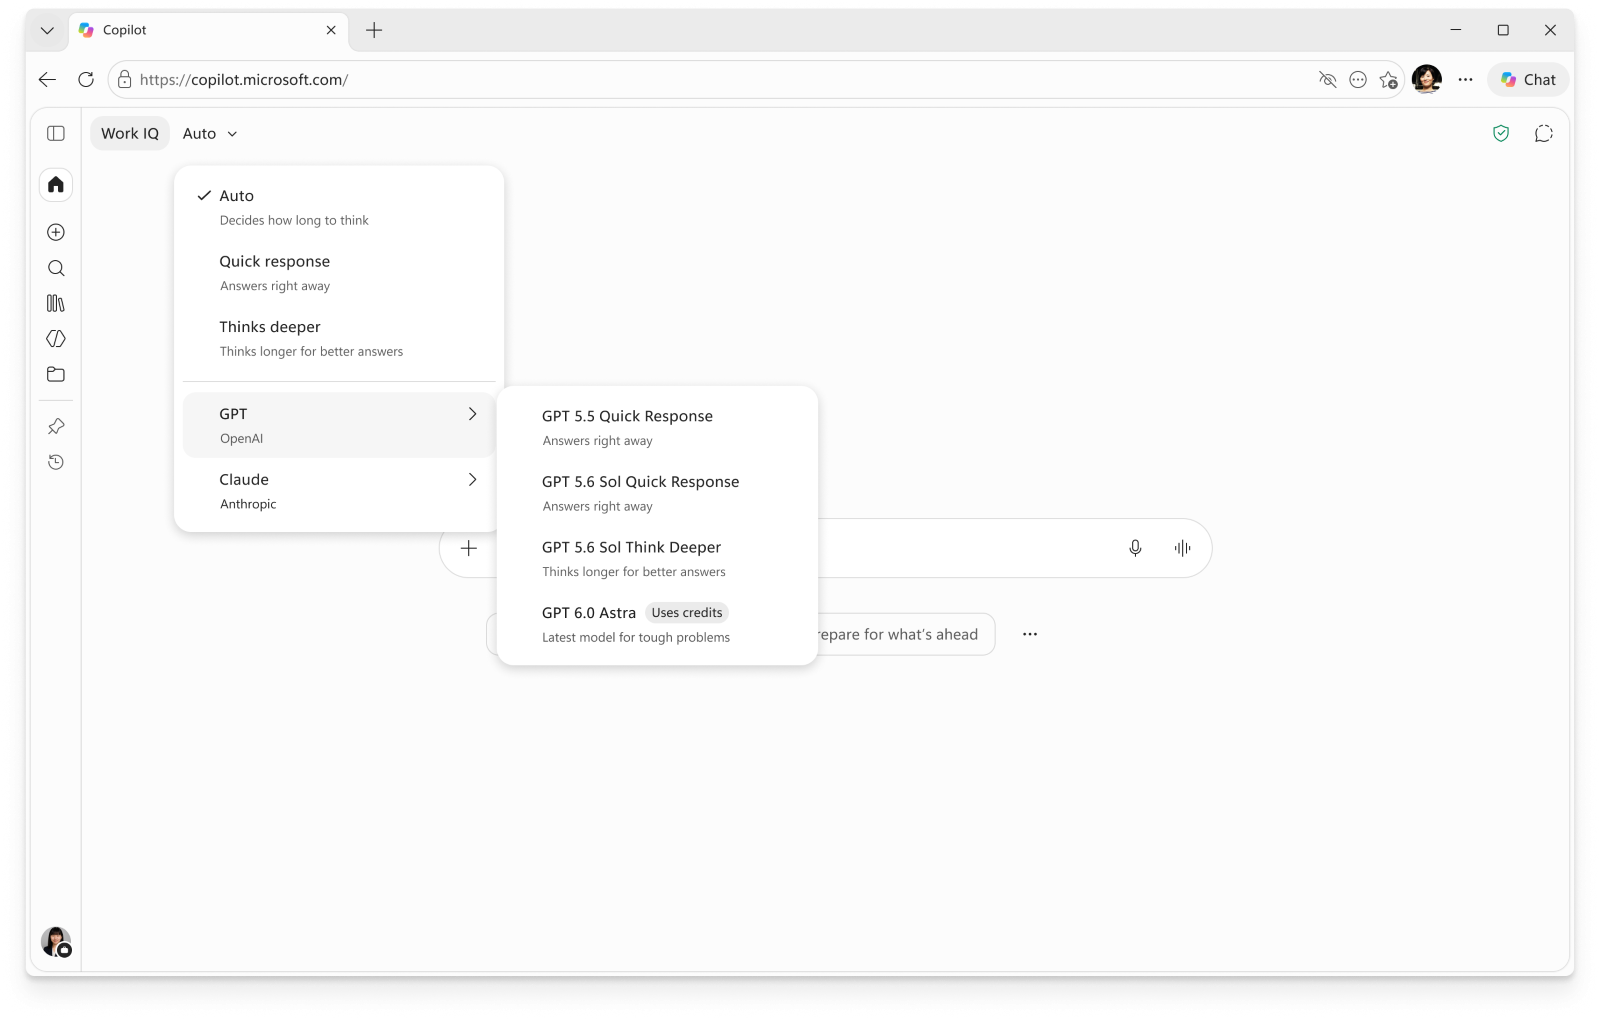 Copilot
https://copilot.microsoft.com/
Chat
Work IQ
Auto
Auto
Decides how long to think
Quick response
Answers right away
Thinks deeper
Thinks longer for better answers
GPT
OpenAI
Claude
Anthropic
GPT 5.5 Quick Response
Answers right away
GPT 5.6 Sol Quick Response
Answers right away
GPT 5.6 Sol Think Deeper
Thinks longer for better answers
GPT 6.0 Astra Uses credits
Latest model for tough problems
repare for what's ahead